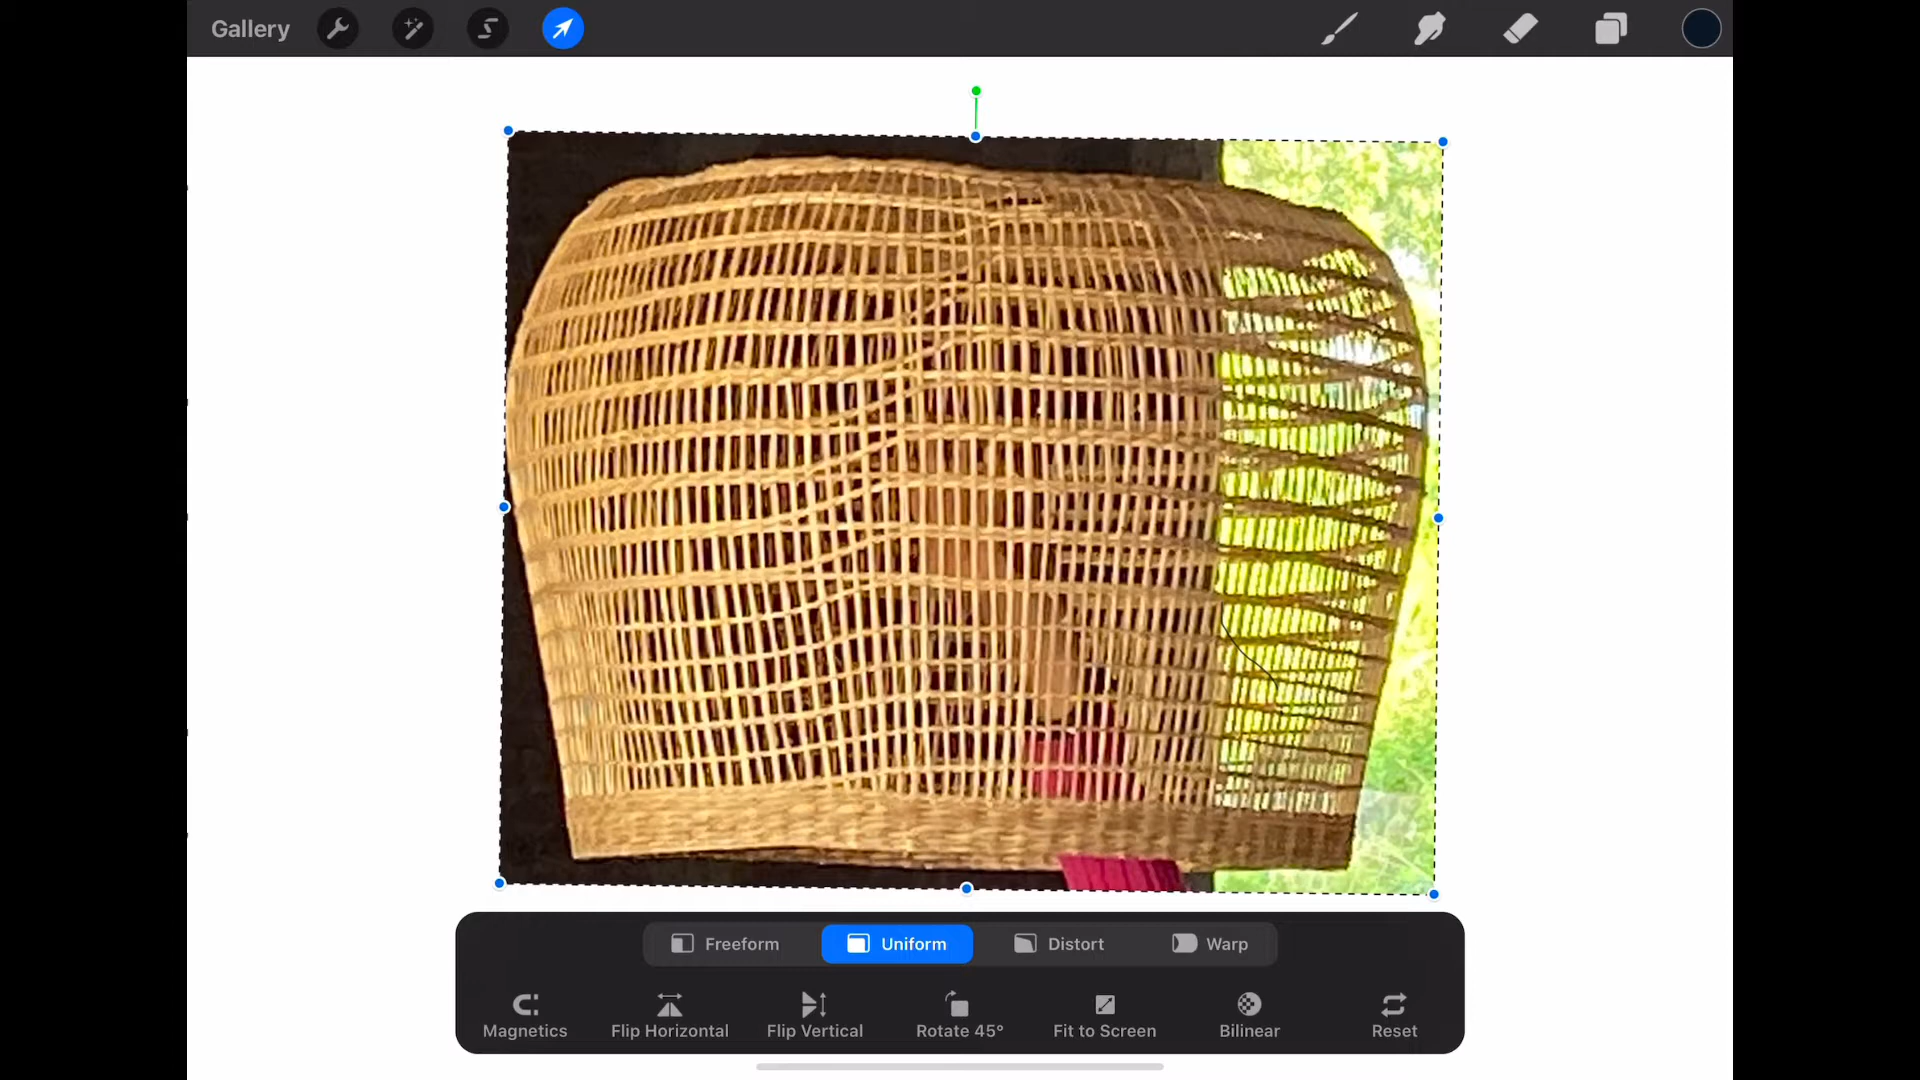 Gallery
Freeform Uniform Distort Warp
Magnetics Flip Horizontal Flip Vertical Rotate 45° Fit to Screen Bilinear Reset